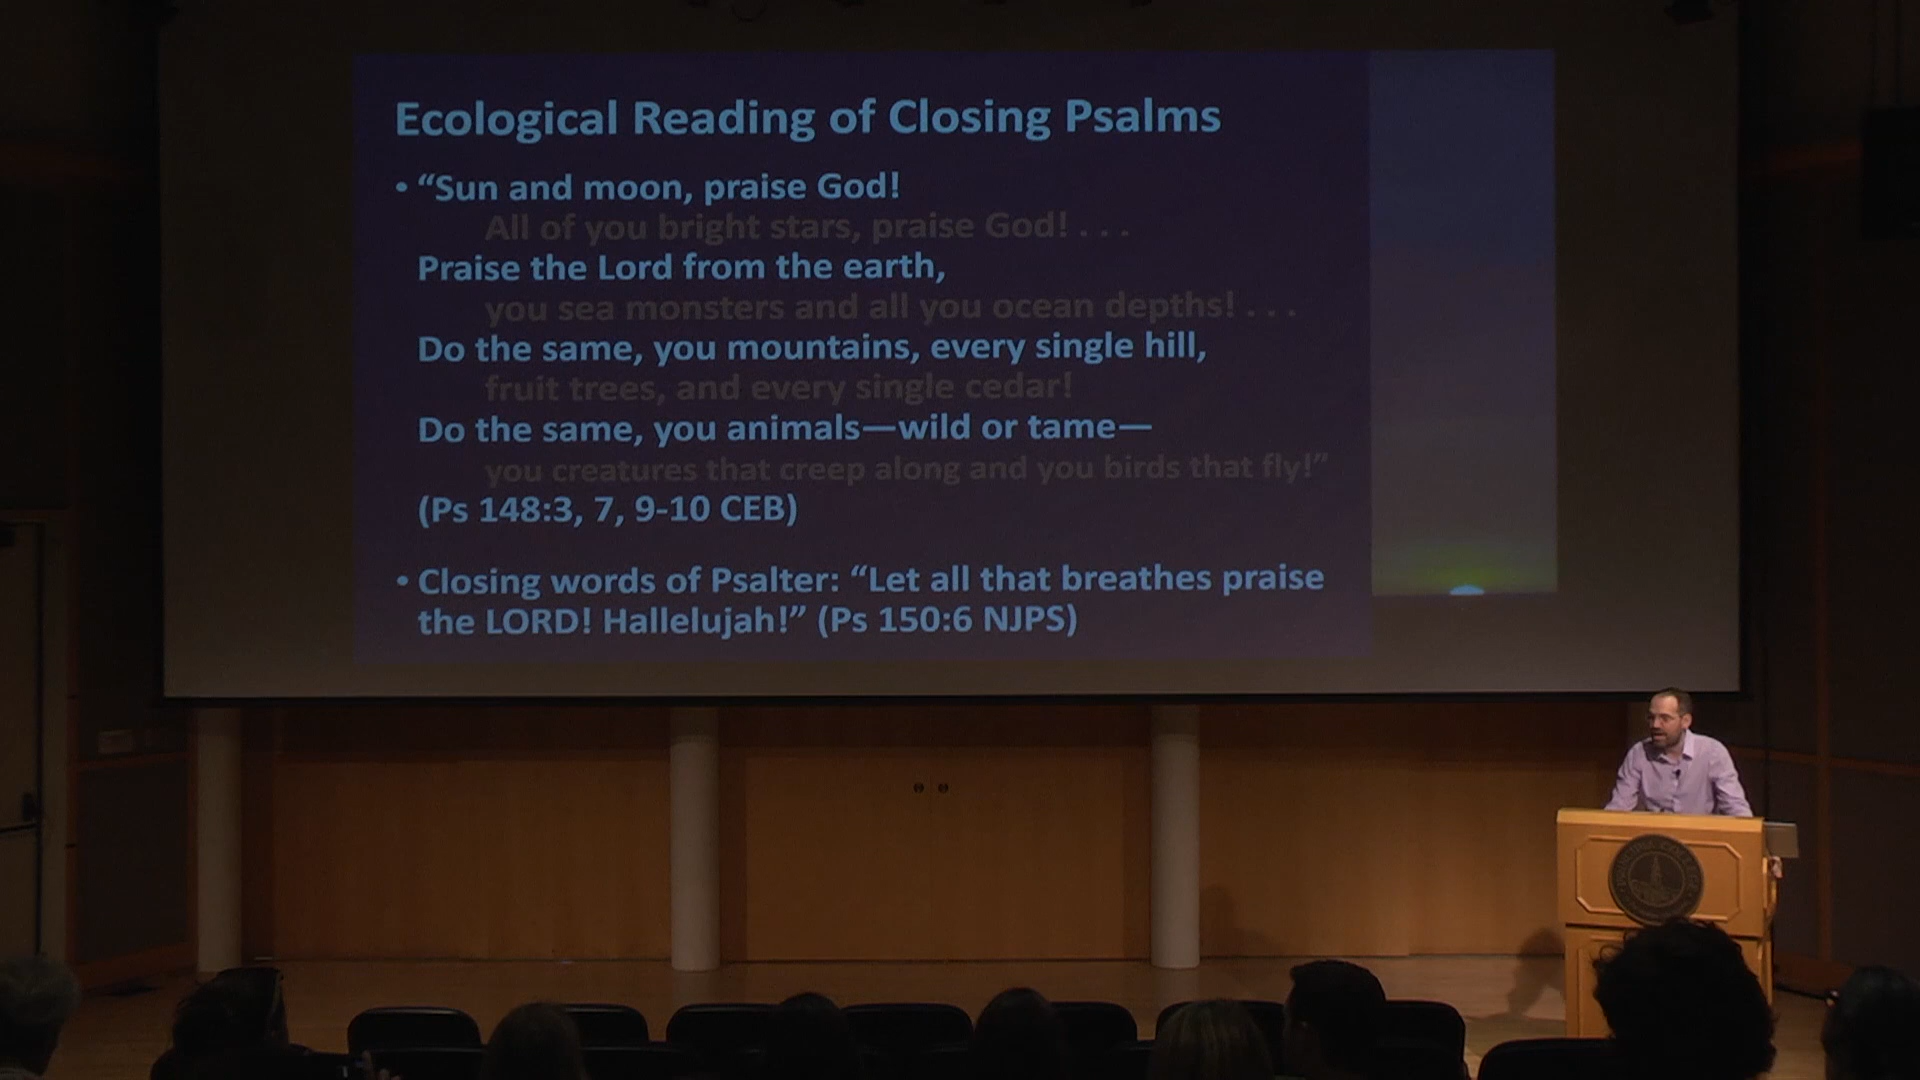 Ecological Reading of Closing Psalms
• “Sun and moon, praise God!
All of you bright stars, praise God! . . .
Praise the Lord from the earth,
you sea monsters and all you ocean depths! . . .
Do the same, you mountains, every single hill,
fruit trees, and every single cedar!
Do the same, you animals—wild or tame—
you creatures that creep along and you birds that fly!”
(Ps 148:3, 7, 9-10 CEB)
• Closing words of Psalter: “Let all that breathes praise
the LORD! Hallelujah!” (Ps 150:6 NJPS)